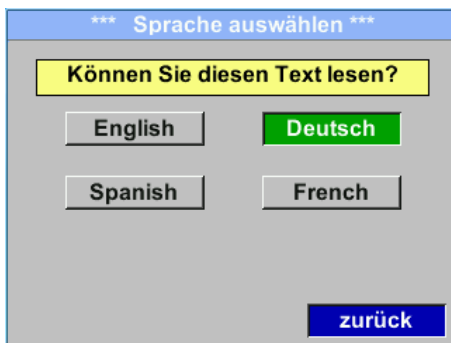 *** Sprache auswählen ***
Können Sie diesen Text lesen?
English Deutsch
Spanish French
zurück